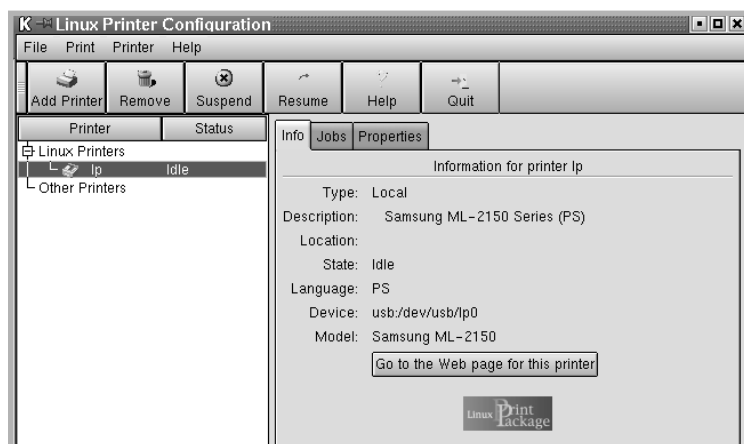 Linux Printer Configuration
File Print Printer Help
Add Printer Remove Suspend Resume Help Quit
Printer Status
Linux Printers
lp Idle
Other Printers
Info Jobs Properties
Information for printer lp
Type: Local
Description: Samsung ML-2150 Series (PS)
Location:
State: Idle
Language: PS
Device: usb:/dev/usb/lp0
Model: Samsung ML-2150
Go to the Web page for this printer
Linux Print Package